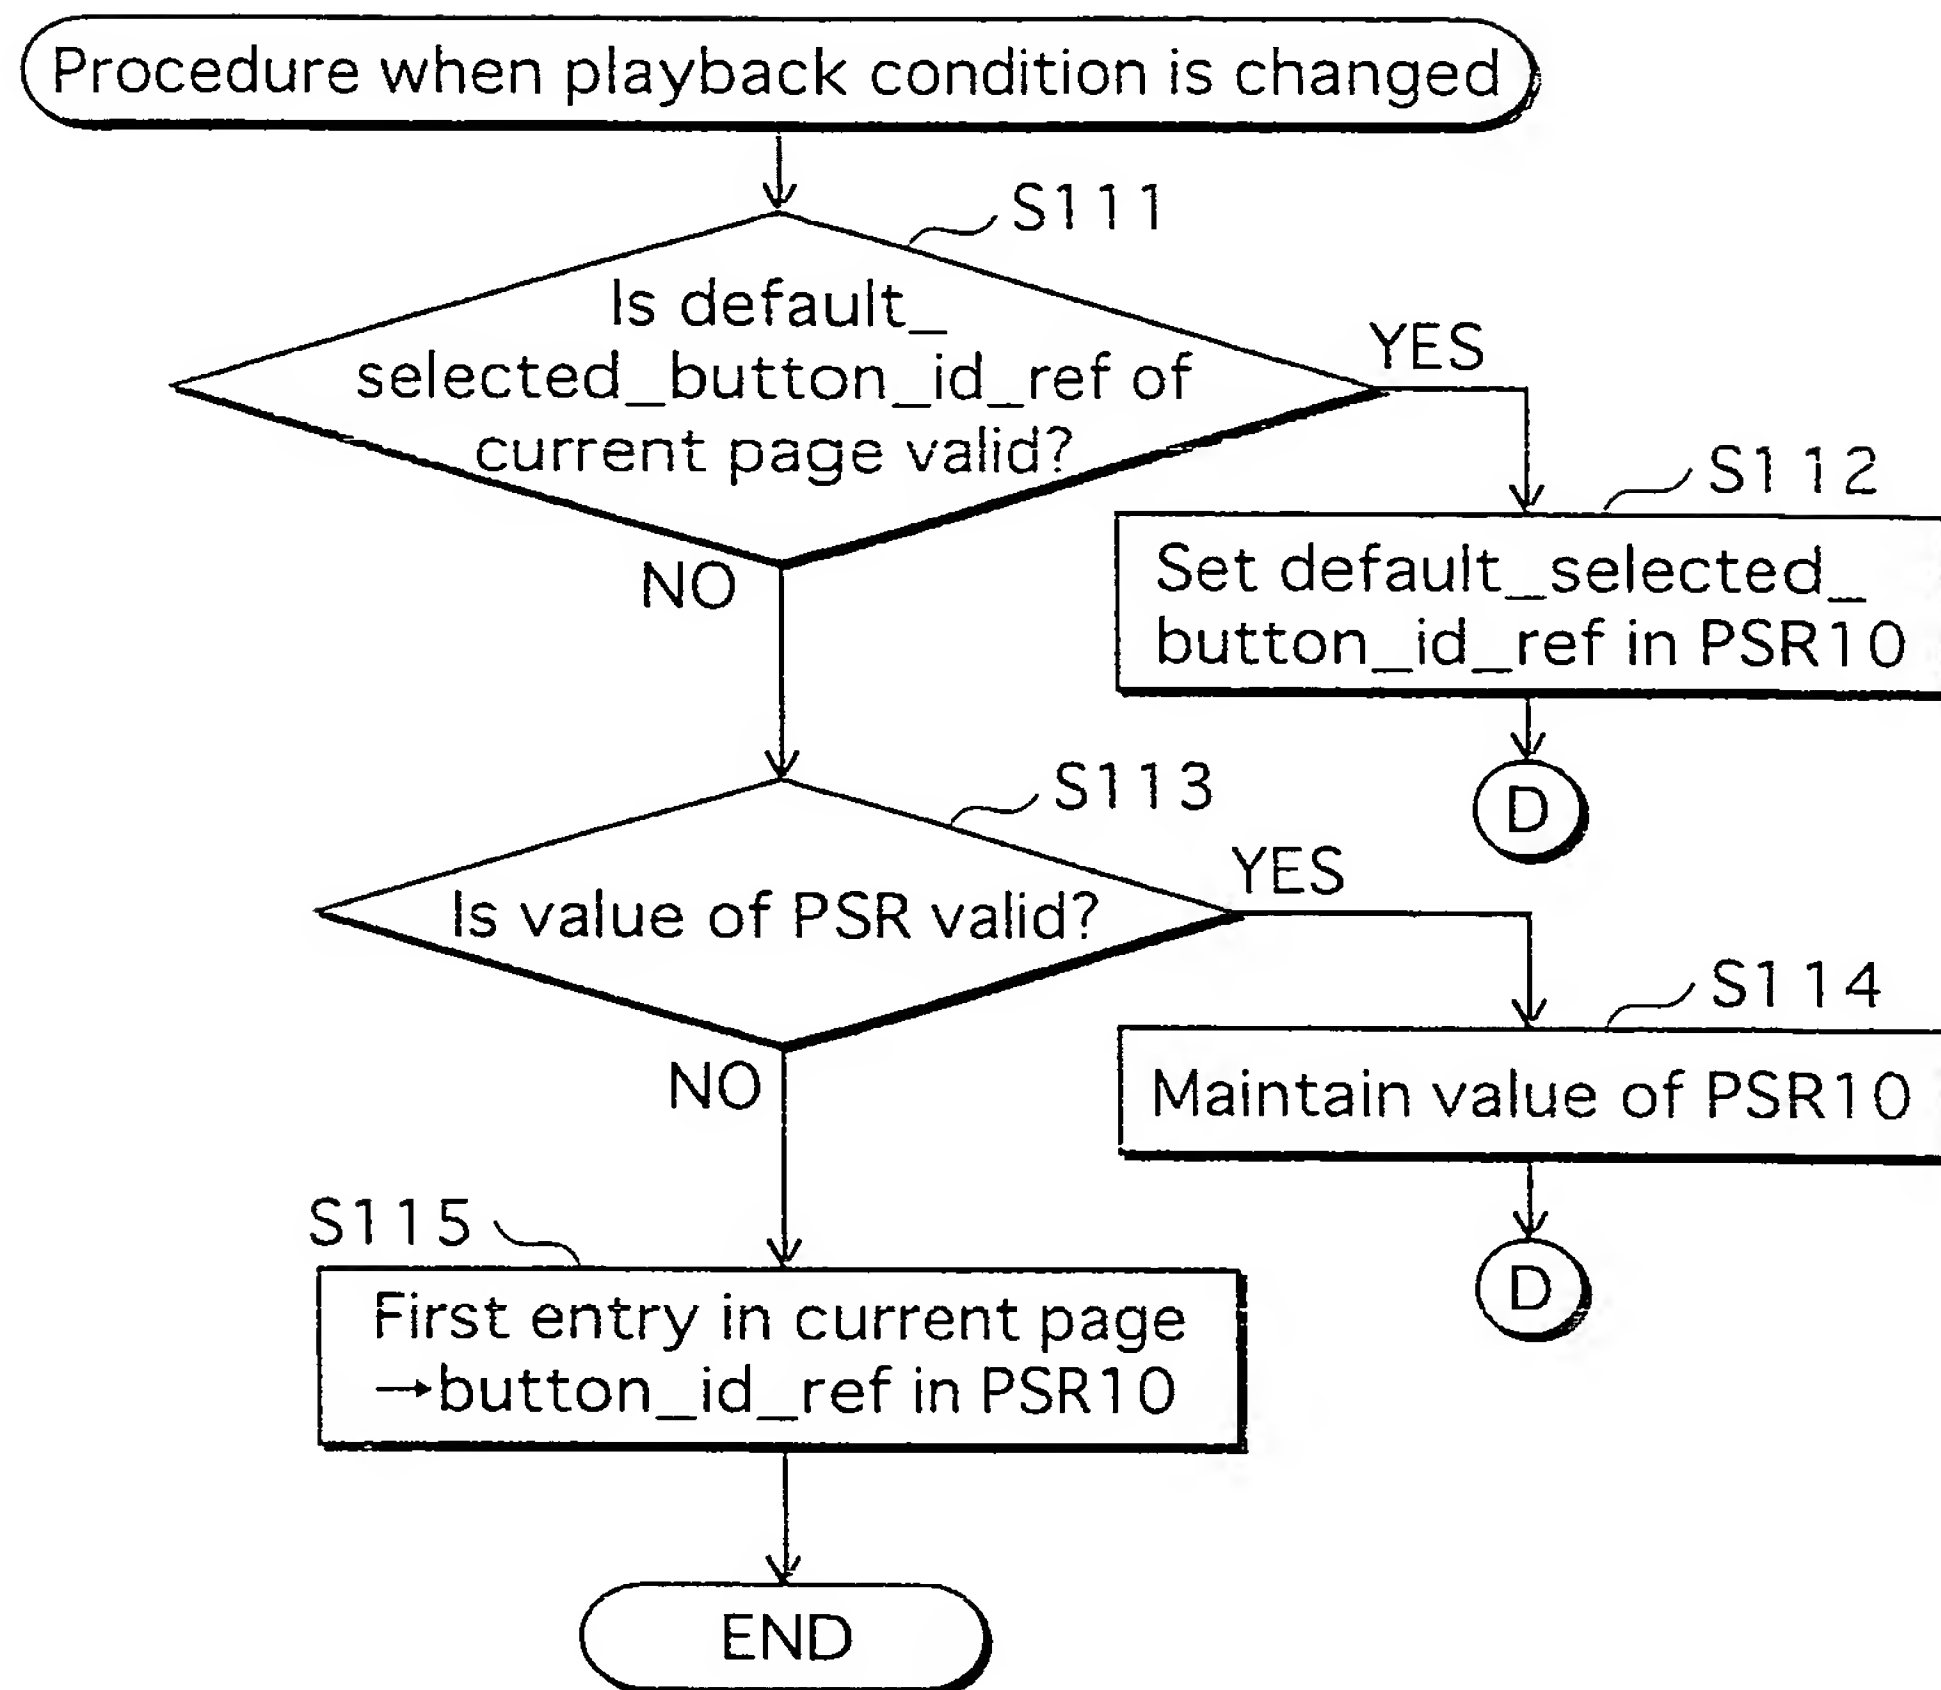 Procedure when playback condition is changed
S111
Is default_
selected_button_id_ref of
current page valid?
YES
NO
S112
Set default_selected_
button_id_ref in PSR10
D
S113
Is value of PSR valid?
YES
NO
S114
Maintain value of PSR10
D
S115
First entry in current page
→button_id_ref in PSR10
END